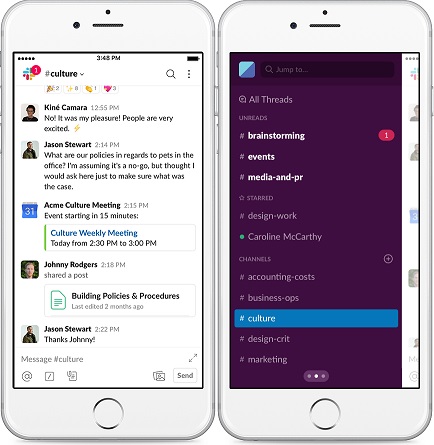 3:48 PM
1
#culture
2 8 1 3
Kiné Camara 12:55 PM
No! It was my pleasure! People are very
excited. ⚡
Jason Stewart 2:14 PM
What are our policies in regards to pets in the
office? I'm assuming it's a no-go, but thought I
would ask here just to make sure what was
the case.
Acme Culture Meeting 2:15 PM
31
Event starting in 15 minutes:
Culture Weekly Meeting
Today from 2:30 PM to 3:00 PM
Johnny Rodgers 2:18 PM
shared a post
Building Policies & Procedures
Last edited 2 months ago
Jason Stewart 2:22 PM
Thanks Johnny!
Message #culture
@
Send
Jump to...
All Threads
UNREADS
# brainstorming 1
# events
# media-and-pr
☆ STARRED
# design-work
Caroline McCarthy
CHANNELS
# accounting-costs
# business-ops
# culture
# design-crit
# marketing